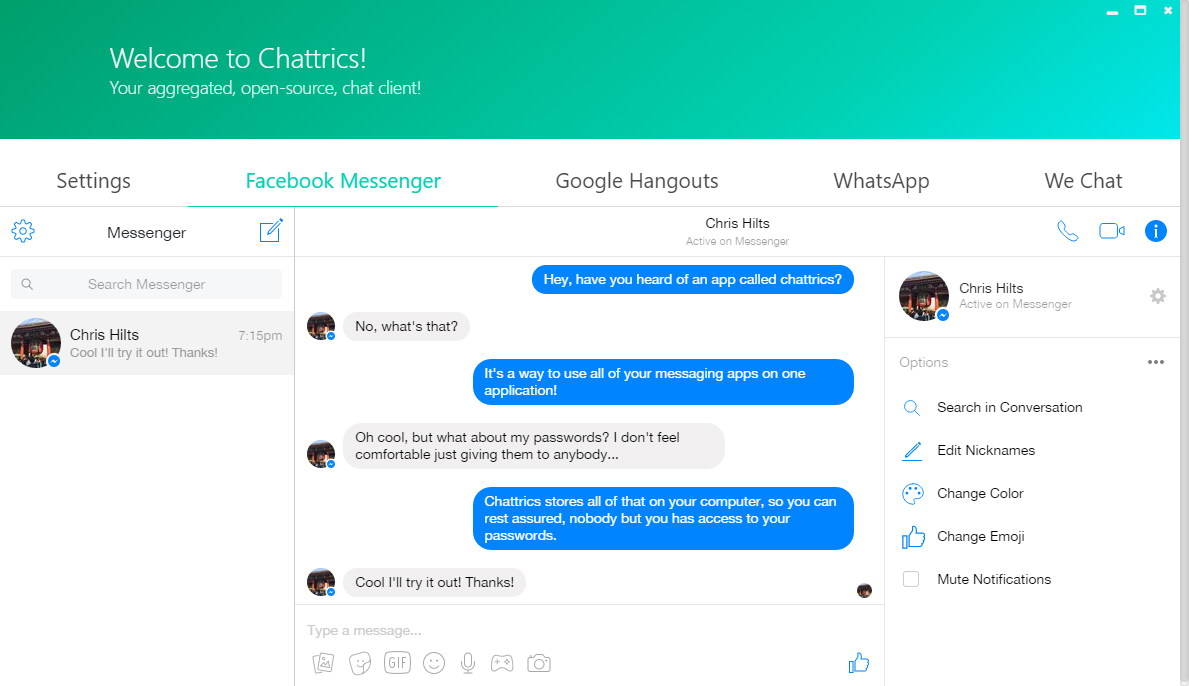 Welcome to Chattrics!
Your aggregated, open-source, chat client!
Settings
Facebook Messenger
Google Hangouts
WhatsApp
We Chat
Messenger
Search Messenger
Chris Hilts
7:15pm
Cool I'll try it out! Thanks!
Chris Hilts
Active on Messenger
Hey, have you heard of an app called chattrics?
No, what's that?
It's a way to use all of your messaging apps on one
application!
Oh cool, but what about my passwords? I don't feel
comfortable just giving them to anybody...
Chattrics stores all of that on your computer, so you can
rest assured, nobody but you has access to your
passwords.
Cool I'll try it out! Thanks!
Type a message...
GIF
Chris Hilts
Active on Messenger
Options
Search in Conversation
Edit Nicknames
Change Color
Change Emoji
Mute Notifications